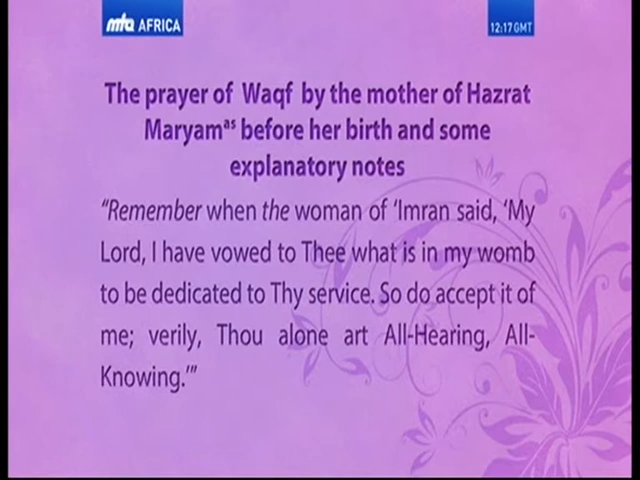 mta AFRICA
12:17 GMT
The prayer of Waqf by the mother of Hazrat
Maryamas before her birth and some
explanatory notes
“Remember when the woman of ‘Imran said, ‘My
Lord, I have vowed to Thee what is in my womb
to be dedicated to Thy service. So do accept it of
me; verily, Thou alone art All-Hearing, All-
Knowing.’”